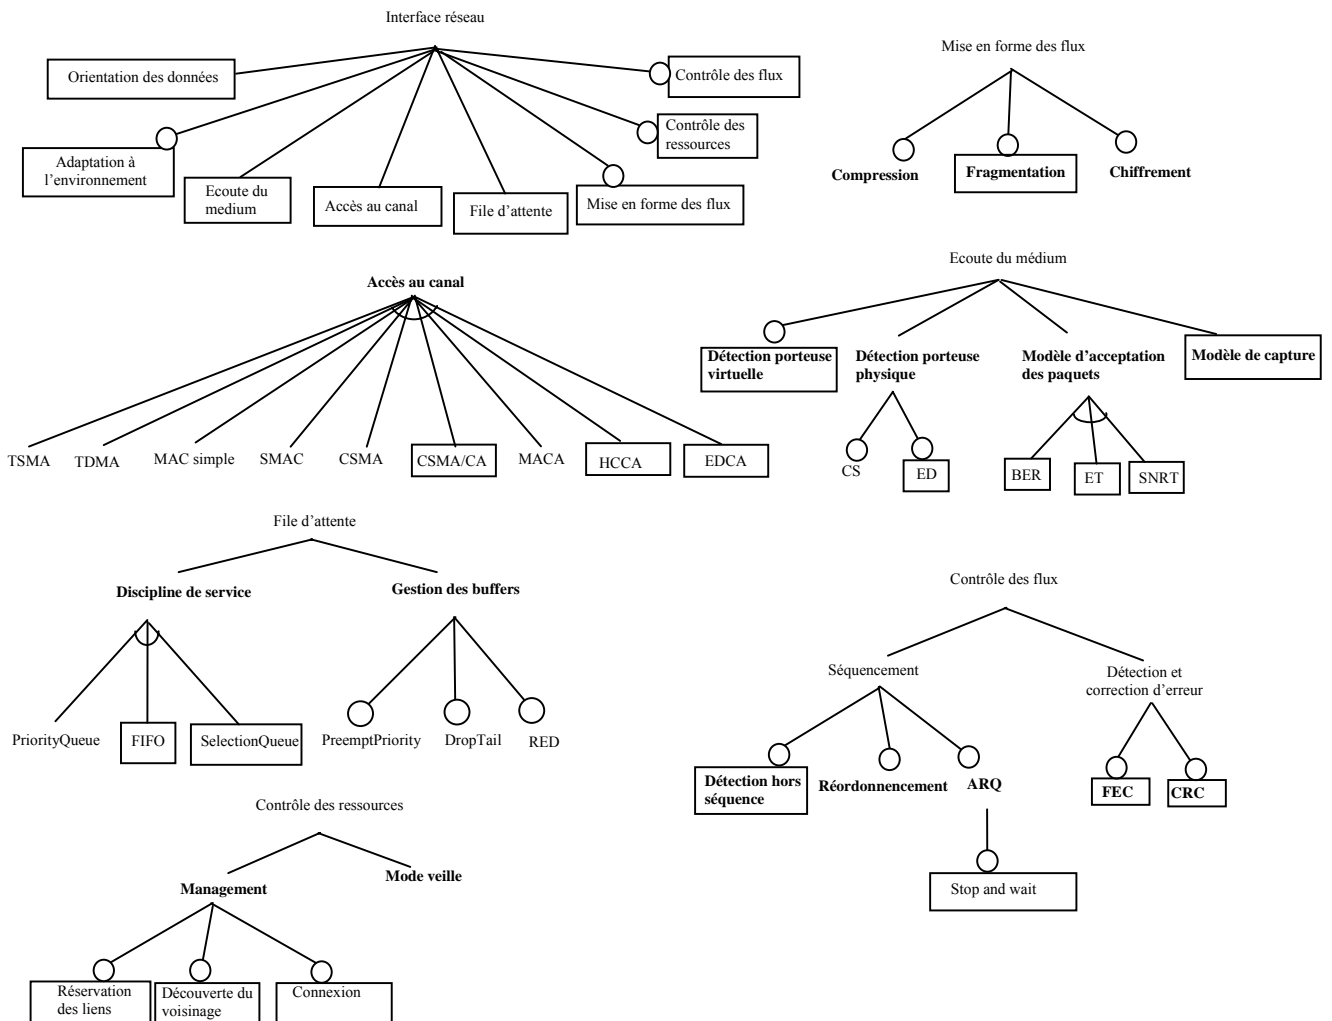 Interface réseau
Orientation des données
Contrôle des flux
Contrôle des
ressources
Adaptation à
l'environnement
Ecoute du
medium
Accès au canal
File d'attente
Mise en forme des flux
Mise en forme des flux
Compression
Fragmentation
Chiffrement
Accès au canal
TSMA
TDMA
MAC simple
SMAC
CSMA
CSMA/CA
MACA
HCCA
EDCA
Ecoute du médium
Détection porteuse
virtuelle
Détection porteuse
physique
Modèle d'acceptation
des paquets
Modèle de capture
CS
ED
BER
ET
SNRT
File d'attente
Discipline de service
Gestion des buffers
PriorityQueue
FIFO
SelectionQueue
PreemptPriority
DropTail
RED
Contrôle des flux
Séquencement
Détection et
correction d'erreur
Détection hors
séquence
Réordonnencement
ARQ
FEC
CRC
Stop and wait
Contrôle des ressources
Management
Mode veille
Réservation
des liens
Découverte du
voisinage
Connexion